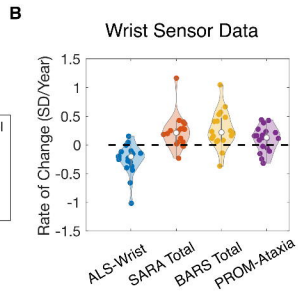 B
Wrist Sensor Data
Rate of Change (SD/Year)
1.5
1
0.5
0
-0.5
-1
-1.5
ALS-Wrist
SARA Total
BARS Total
PROM-Ataxia